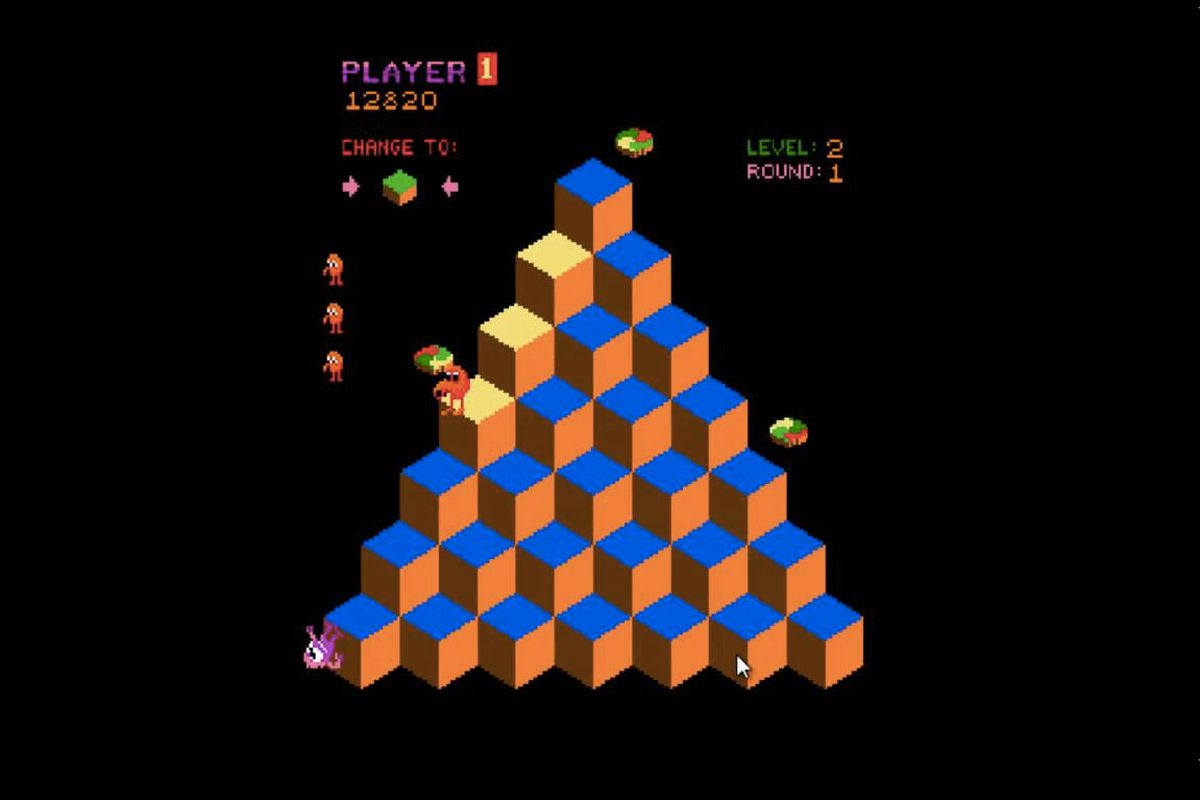 PLAYER 1
12820
CHANGE TO:
LEVEL: 2
ROUND: 1